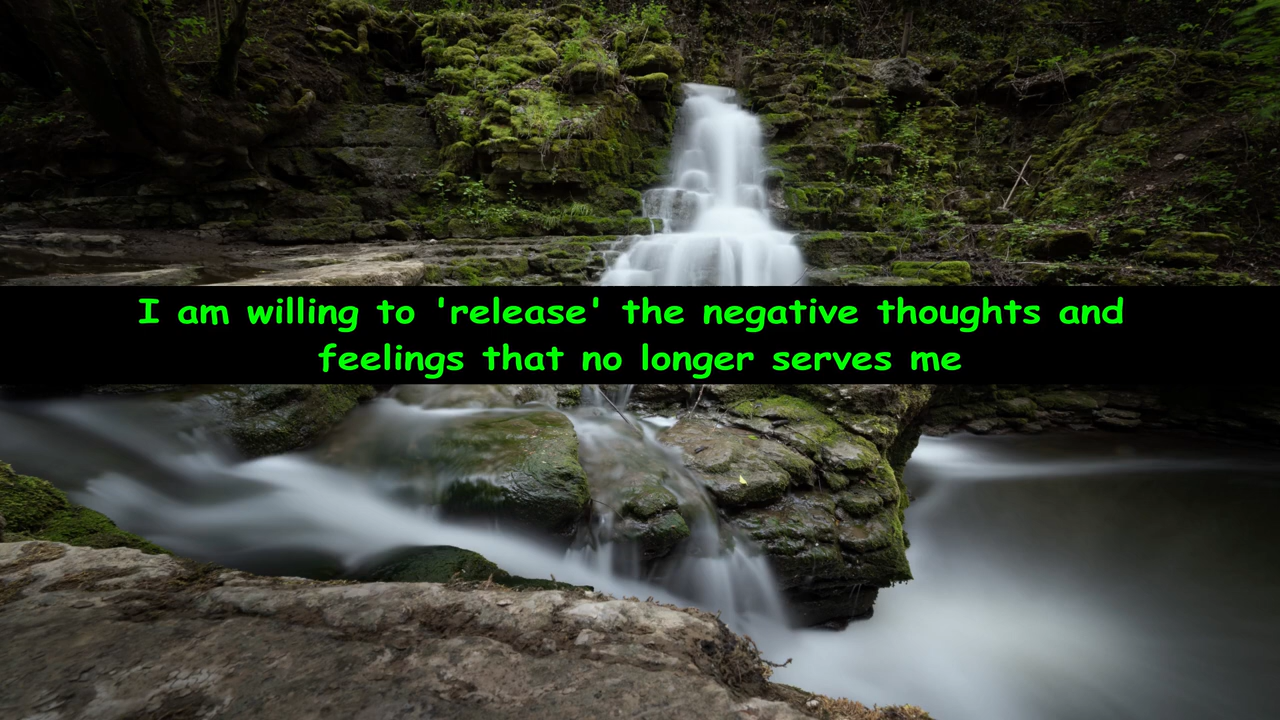 I am willing to 'release' the negative thoughts and
feelings that no longer serves me